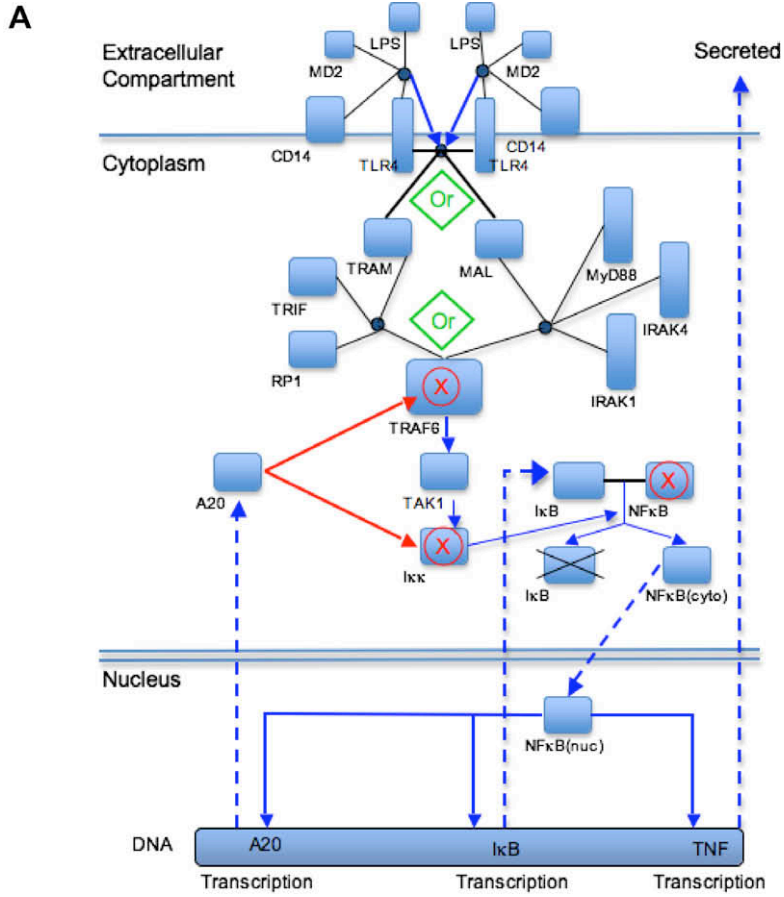 A
Extracellular
Compartment
LPS
LPS
Secreted
MD2
MD2
CD14
CD14
Cytoplasm
TLR4
TLR4
Or
TRAM
MAL
MyD88
TRIF
Or
IRAK4
RP1
IRAK1
X
TRAF6
A20
TAK1
X
IκB
NFκB
X
Iκκ
IκB
NFκB(cyto)
Nucleus
NFκB(nuc)
DNA
A20
IκB
TNF
Transcription
Transcription
Transcription